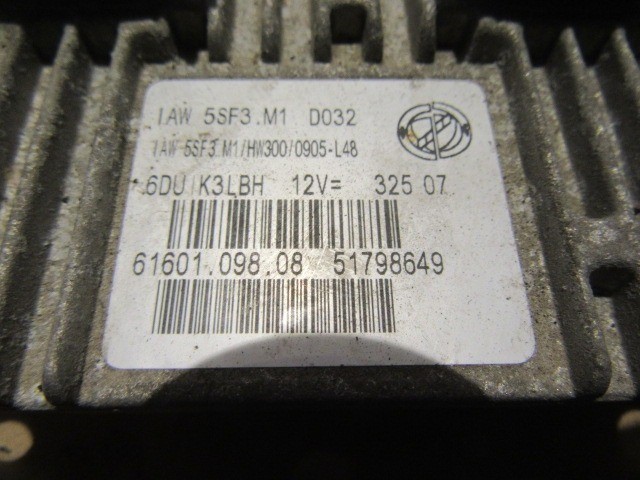 IAW 5SF3.M1 D032
IAW 5SF3.M1/HW300/0905-L48
6DU K3LBH 12V= 325 07
61601.098.08 51798649